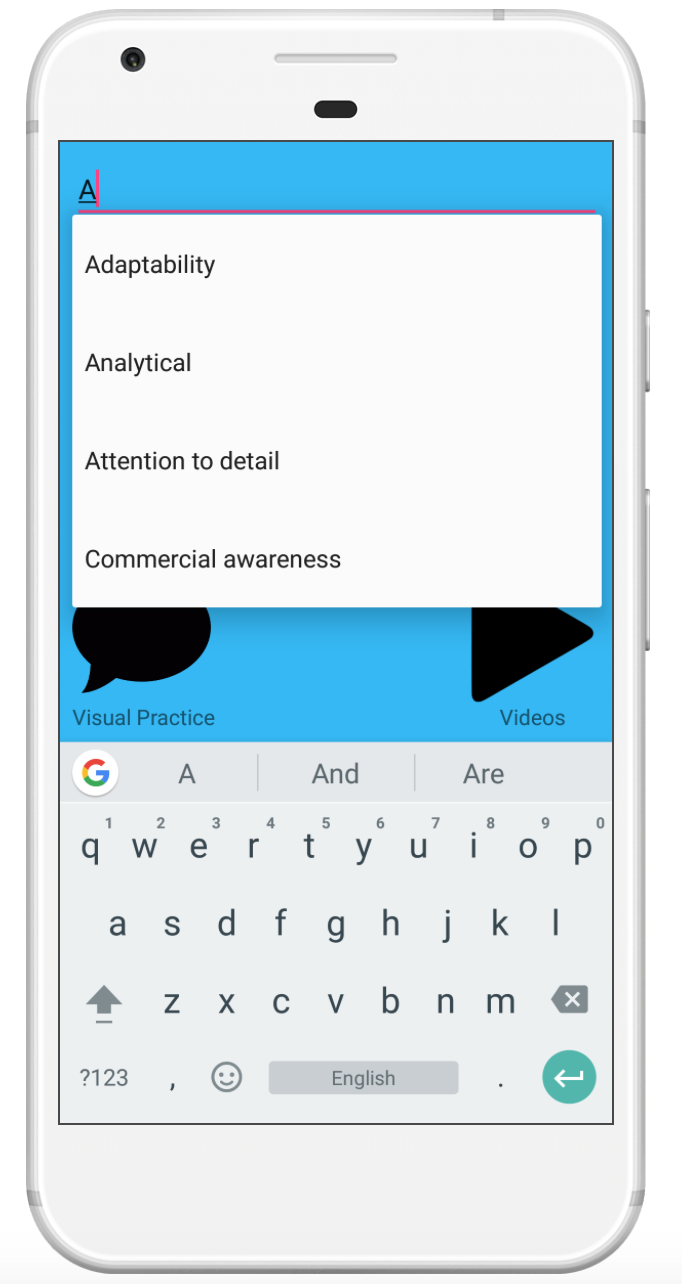 A
Adaptability
Analytical
Attention to detail
Commercial awareness
Visual Practice Videos
G A And Are
1 2 3 4 5 6 7 8 9 0
q w e r t y u i o p
a s d f g h j k l
z x c v b n m
?123 , English .